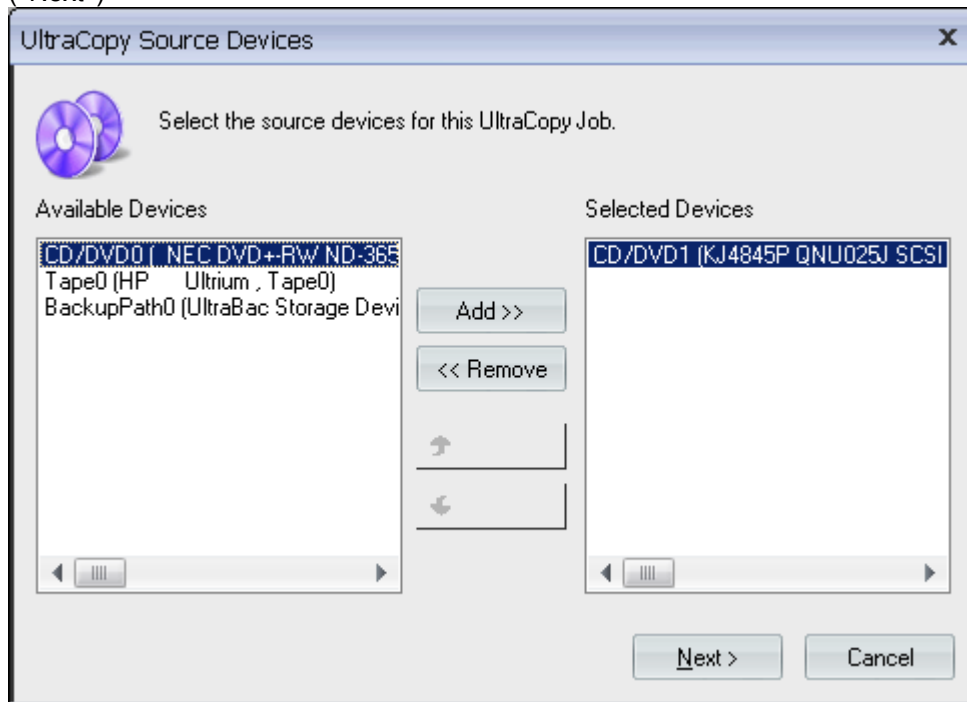 ("Next")
UltraCopy Source Devices
Select the source devices for this UltraCopy Job.
Available Devices
Selected Devices
CD/DVD0 ( NEC DVD+-RW ND-365
Tape0 (HP Ultrium , Tape0)
BackupPath0 (UltraBac Storage Devi
Add >>
<< Remove
CD/DVD1 (KJ4845P QNU025J SCSI
Next >
Cancel